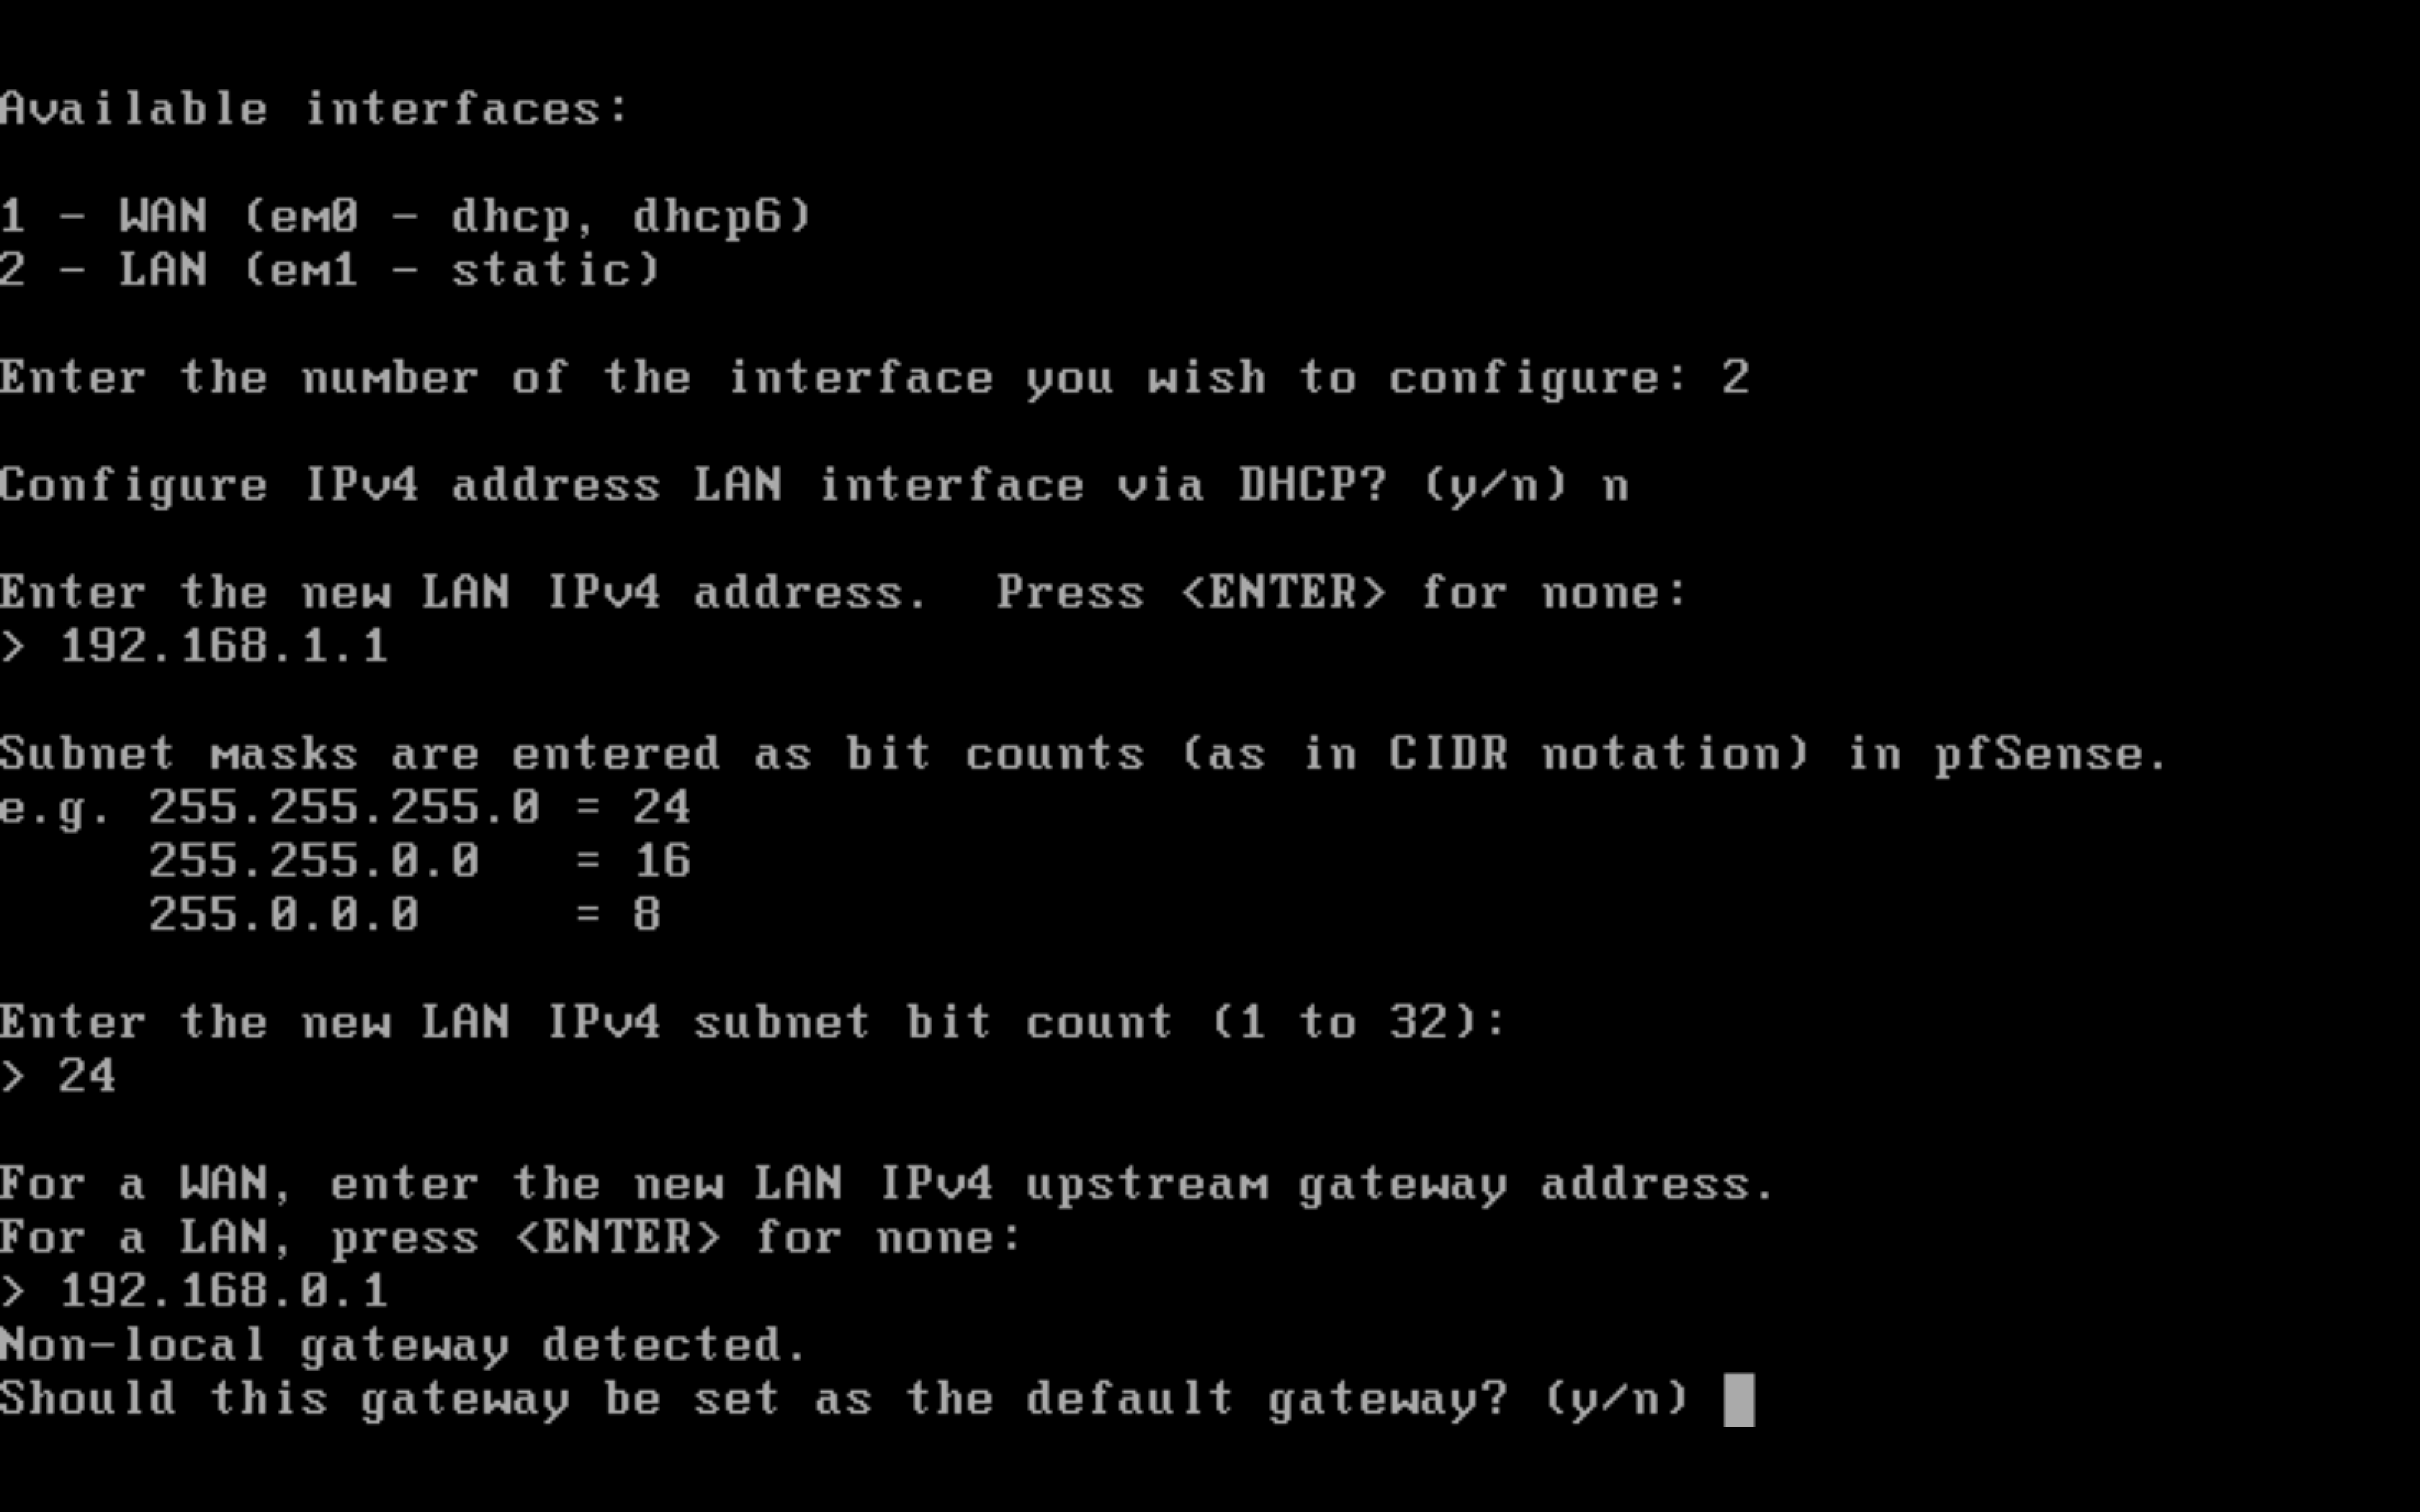 Available interfaces:
1 - WAN (em0 - dhcp, dhcp6)
2 - LAN (em1 - static)
Enter the number of the interface you wish to configure: 2
Configure IPv4 address LAN interface via DHCP? (y/n) n
Enter the new LAN IPv4 address.  Press <ENTER> for none:
> 192.168.1.1
Subnet masks are entered as bit counts (as in CIDR notation) in pfSense.
e.g. 255.255.255.0 = 24
     255.255.0.0   = 16
     255.0.0.0     = 8
Enter the new LAN IPv4 subnet bit count (1 to 32):
> 24
For a WAN, enter the new LAN IPv4 upstream gateway address.
For a LAN, press <ENTER> for none:
> 192.168.0.1
Non-local gateway detected.
Should this gateway be set as the default gateway? (y/n)